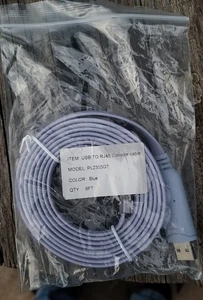 ITEM: USB TO RJ45 Console cable
MODEL: PL2303GT
COLOR: Blue
QTY: 6FT